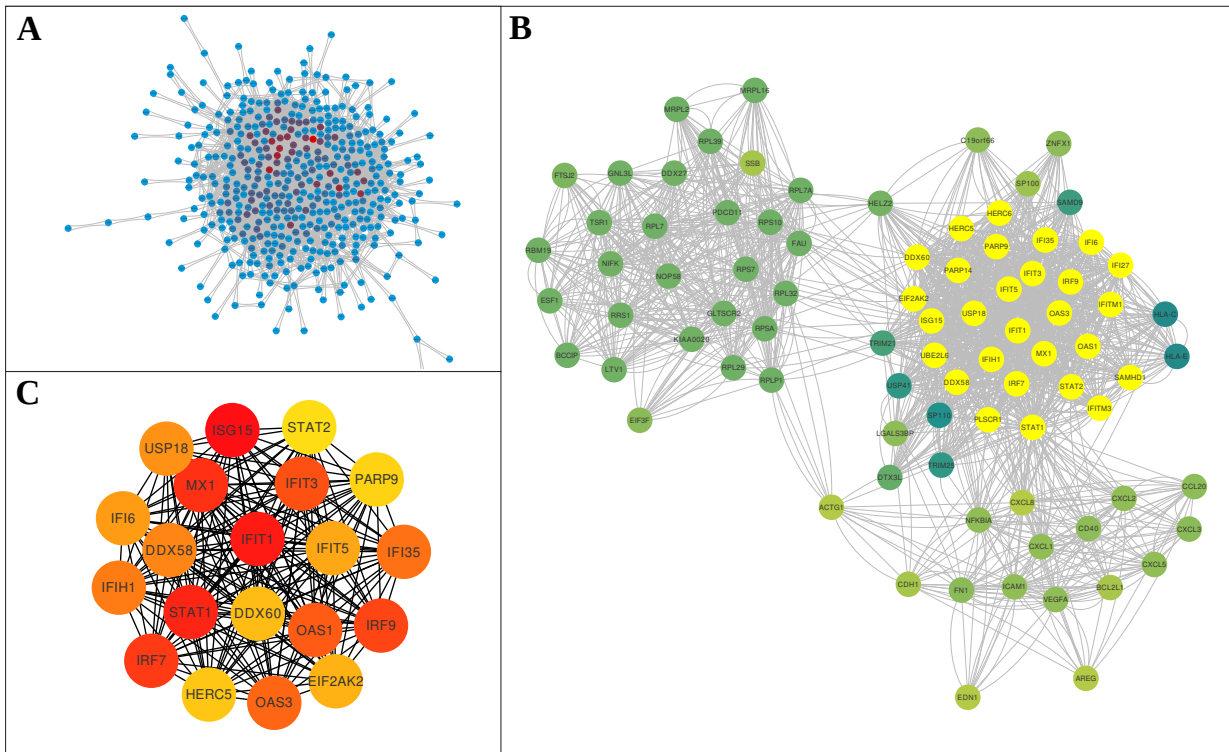 A
B
MRPL16
MRPL2
RPL39
C19orf66
ZNFX1
SSB
FTSJ2
GNL3L
DDX27
RPL7A
SP100
HELZ2
SAMD9
PDCD11
HERC6
TSR1
RPL7
RPS10
HERC5
FAU
PARP9
IFI35
IFI6
RBM19
NIFK
DDX60
NOP58
RPS7
PARP14
IFIT3
IFI27
IFIT5
IRF9
RPL32
ESF1
EIF2AK2
IFITM1
RRS1
GLTSCR2
ISG15
USP18
OAS3
HLA-C
RPSA
IFIT1
KIAA0020
TRIM21
OAS1
BCCIP
UBE2L6
IFIH1
MX1
HLA-E
LTV1
RPL29
RPLP1
USP41
DDX58
IRF7
STAT2
SAMHD1
IFITM3
EIF3F
SP110
PLSCR1
STAT1
LGALS3BP
TRIM25
DTX3L
ACTG1
CXCL8
CXCL2
CCL20
NFKBIA
CD40
CXCL3
CXCL1
CXCL5
CDH1
FN1
ICAM1
VEGFA
BCL2L1
AREG
EDN1
C
ISG15
STAT2
USP18
MX1
IFIT3
PARP9
IFI6
DDX58
IFIT1
IFIT5
IFI35
IFIH1
STAT1
DDX60
OAS1
IRF9
IRF7
HERC5
OAS3
EIF2AK2